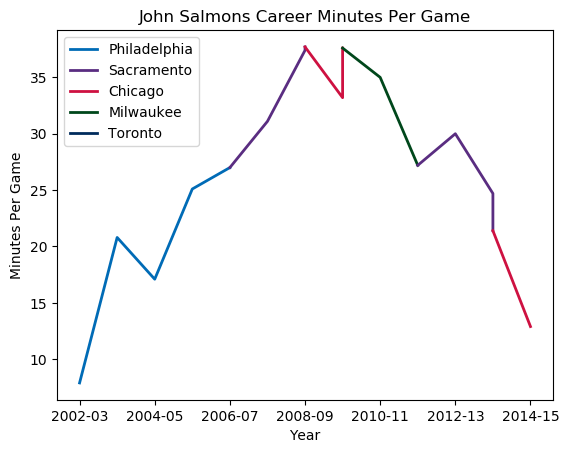 John Salmons Career Minutes Per Game
Philadelphia
Sacramento
Chicago
Milwaukee
Toronto
Minutes Per Game
35
30
25
20
15
10
2002-03 2004-05 2006-07 2008-09 2010-11 2012-13 2014-15
Year